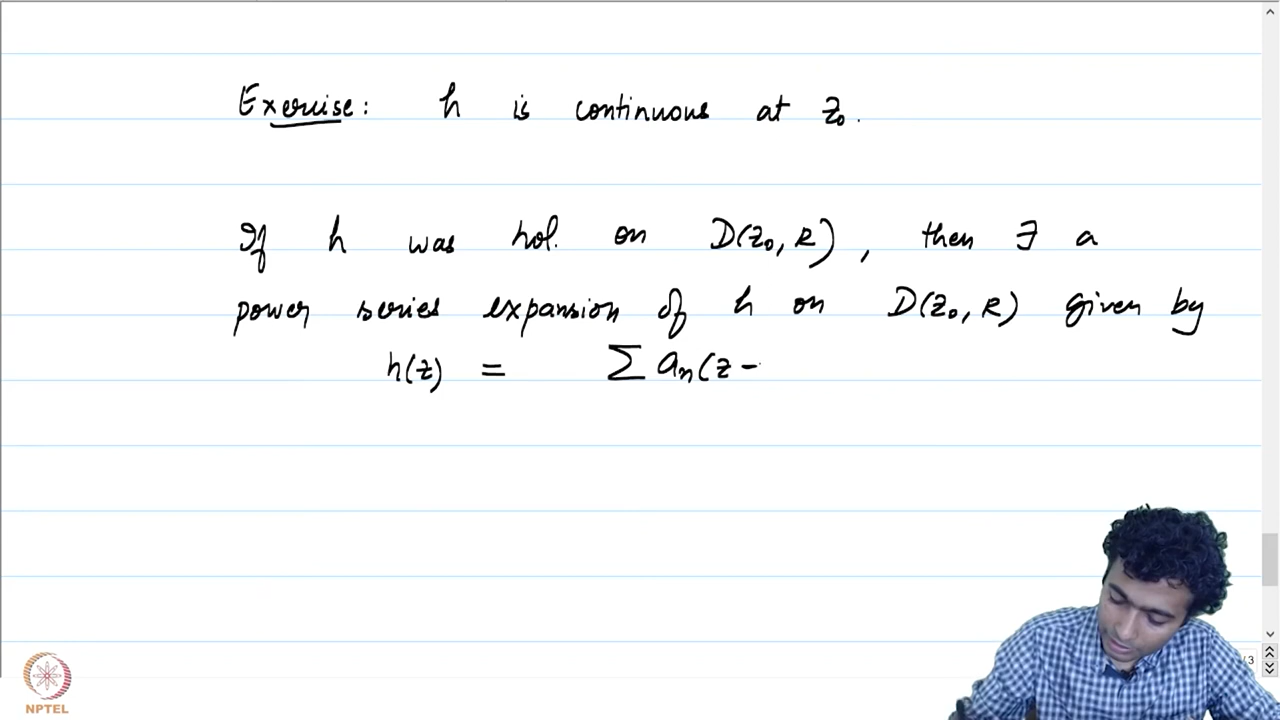 Exercise: h is continuous at z₀.
If h was hol. on D(z₀, R), then ∃ a
power series expansion of h on D(z₀, R) given by
h(z) = Σ aₙ(z –
/3
NPTEL